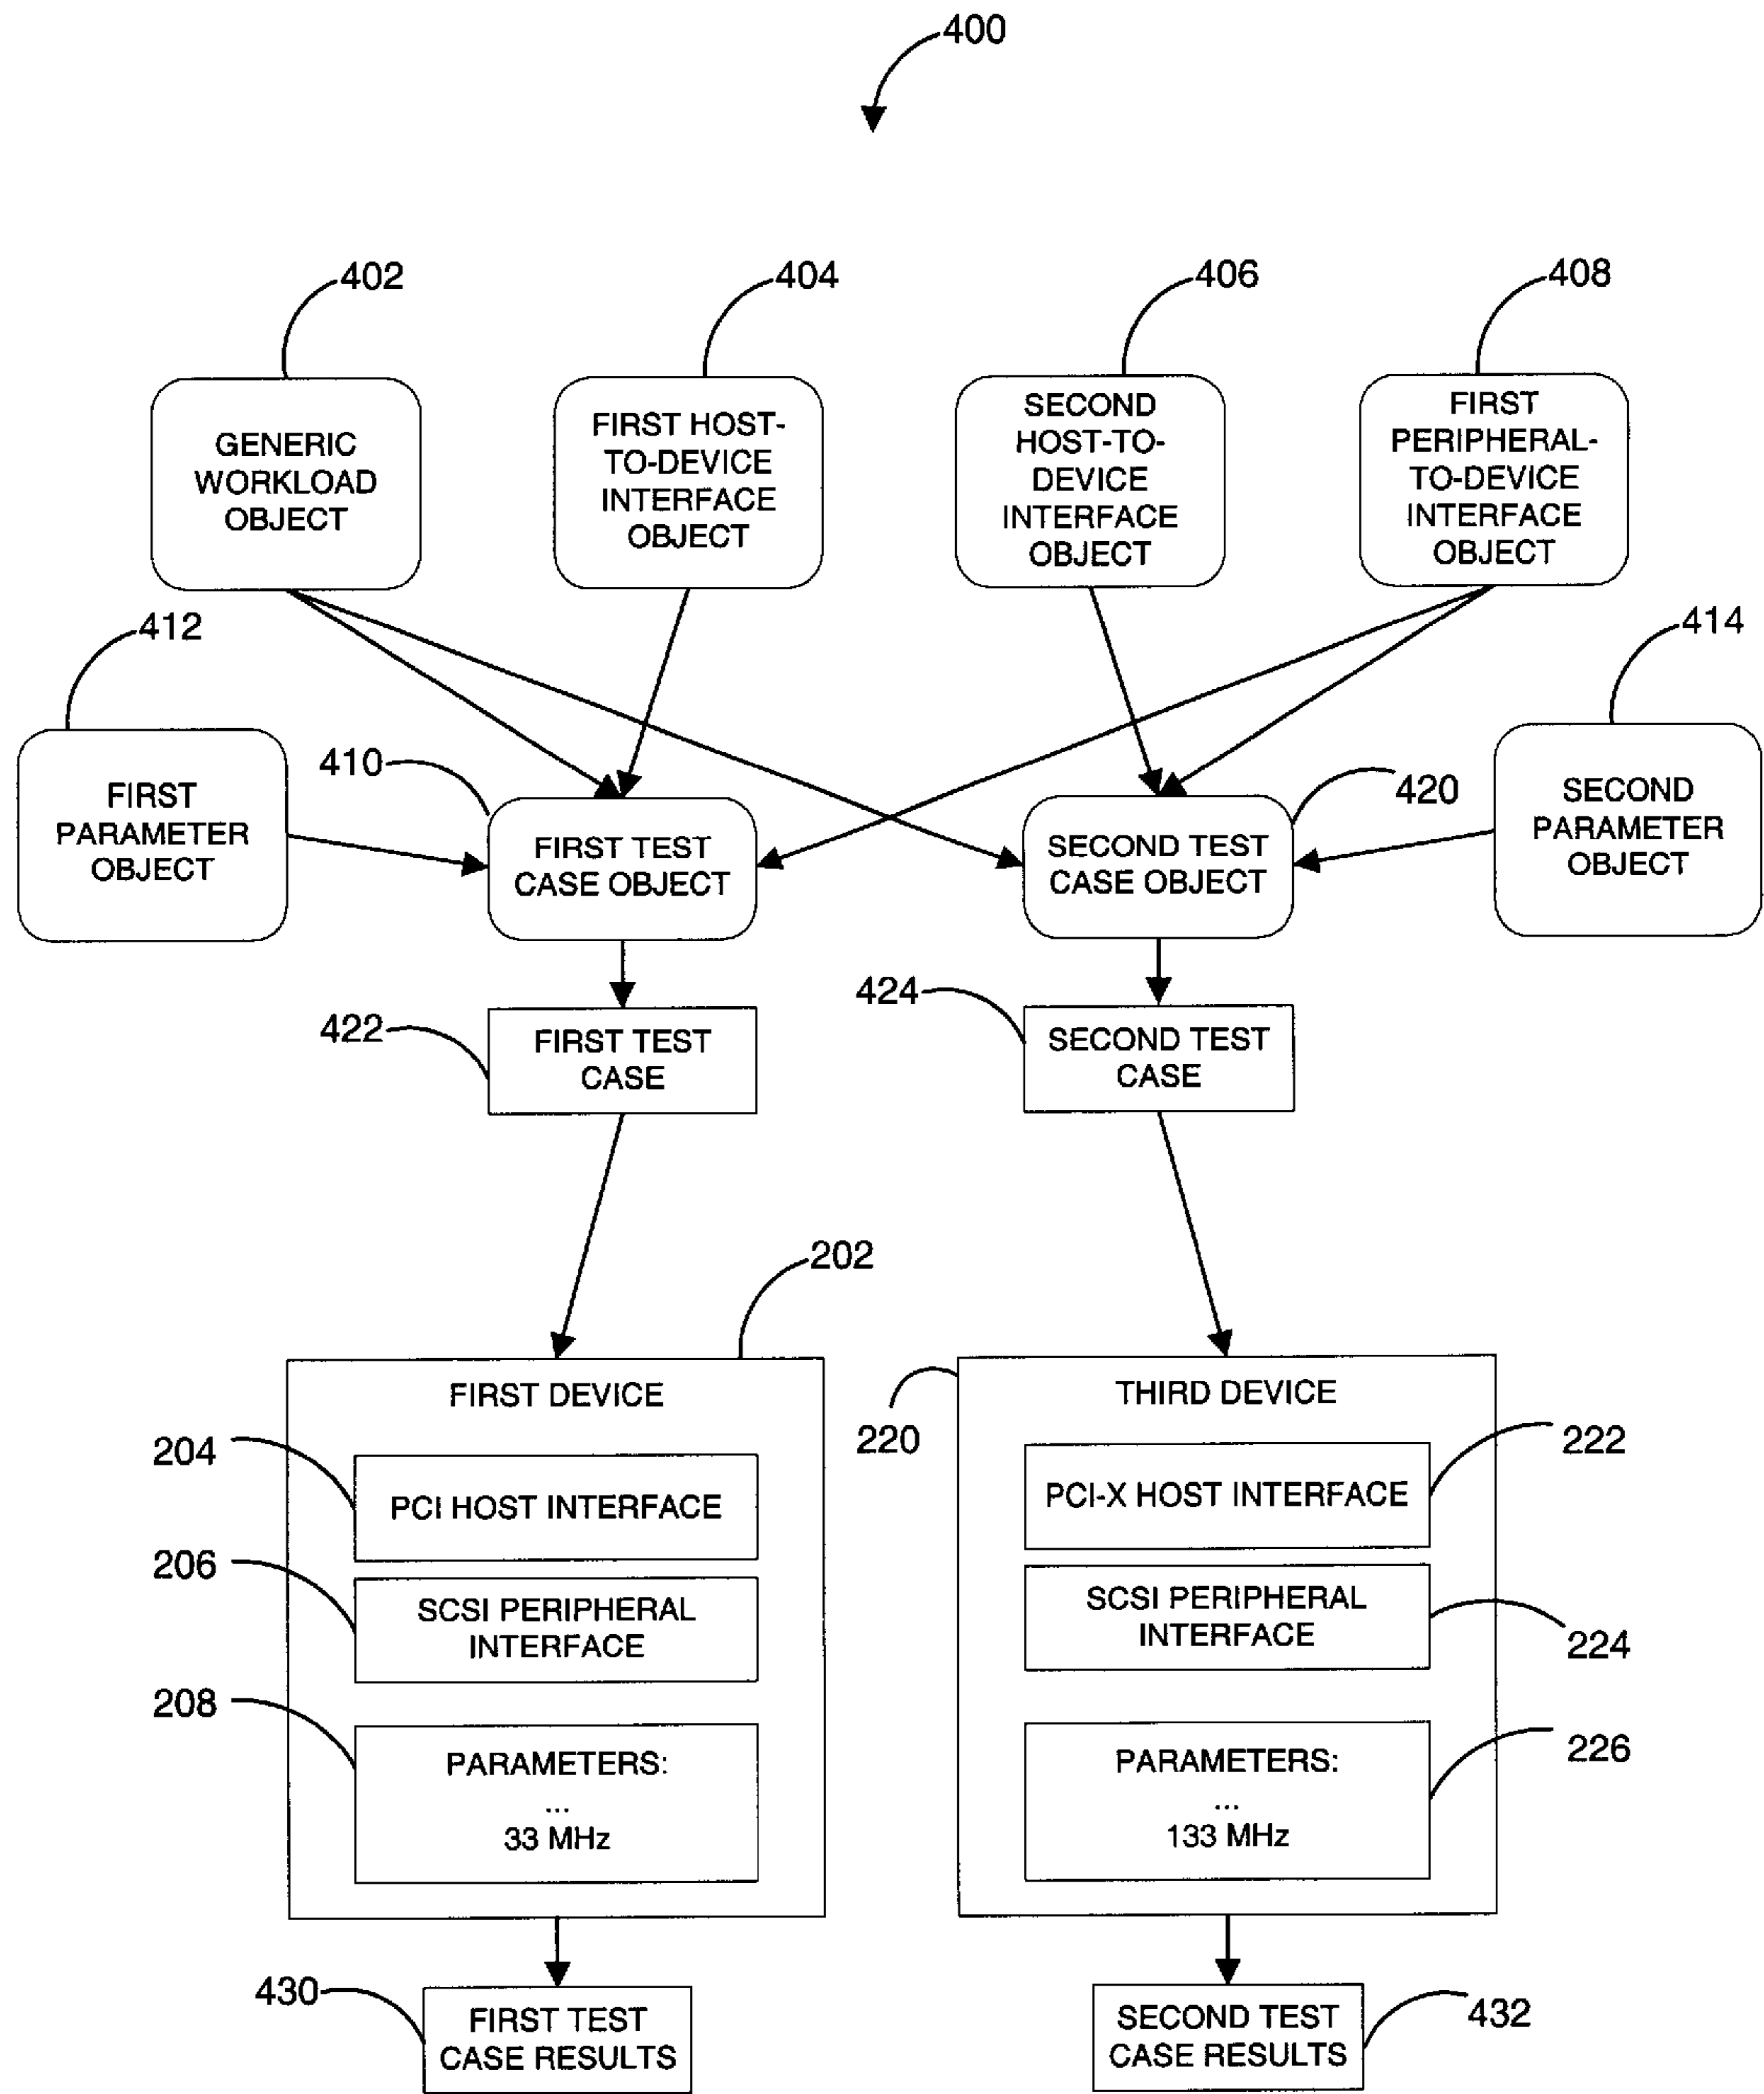 400
402
404
406
408
GENERIC
WORKLOAD
OBJECT
FIRST HOST-
TO-DEVICE
INTERFACE
OBJECT
SECOND
HOST-TO-
DEVICE
INTERFACE
OBJECT
FIRST
PERIPHERAL-
TO-DEVICE
INTERFACE
OBJECT
412
414
FIRST
PARAMETER
OBJECT
410
FIRST TEST
CASE OBJECT
SECOND TEST
CASE OBJECT
420
SECOND
PARAMETER
OBJECT
422
FIRST TEST
CASE
424
SECOND TEST
CASE
202
FIRST DEVICE
204
PCI HOST INTERFACE
206
SCSI PERIPHERAL
INTERFACE
208
PARAMETERS:
...
33 MHz
220
THIRD DEVICE
222
PCI-X HOST INTERFACE
SCSI PERIPHERAL
INTERFACE
224
PARAMETERS:
...
133 MHz
226
430
FIRST TEST
CASE RESULTS
SECOND TEST
CASE RESULTS
432